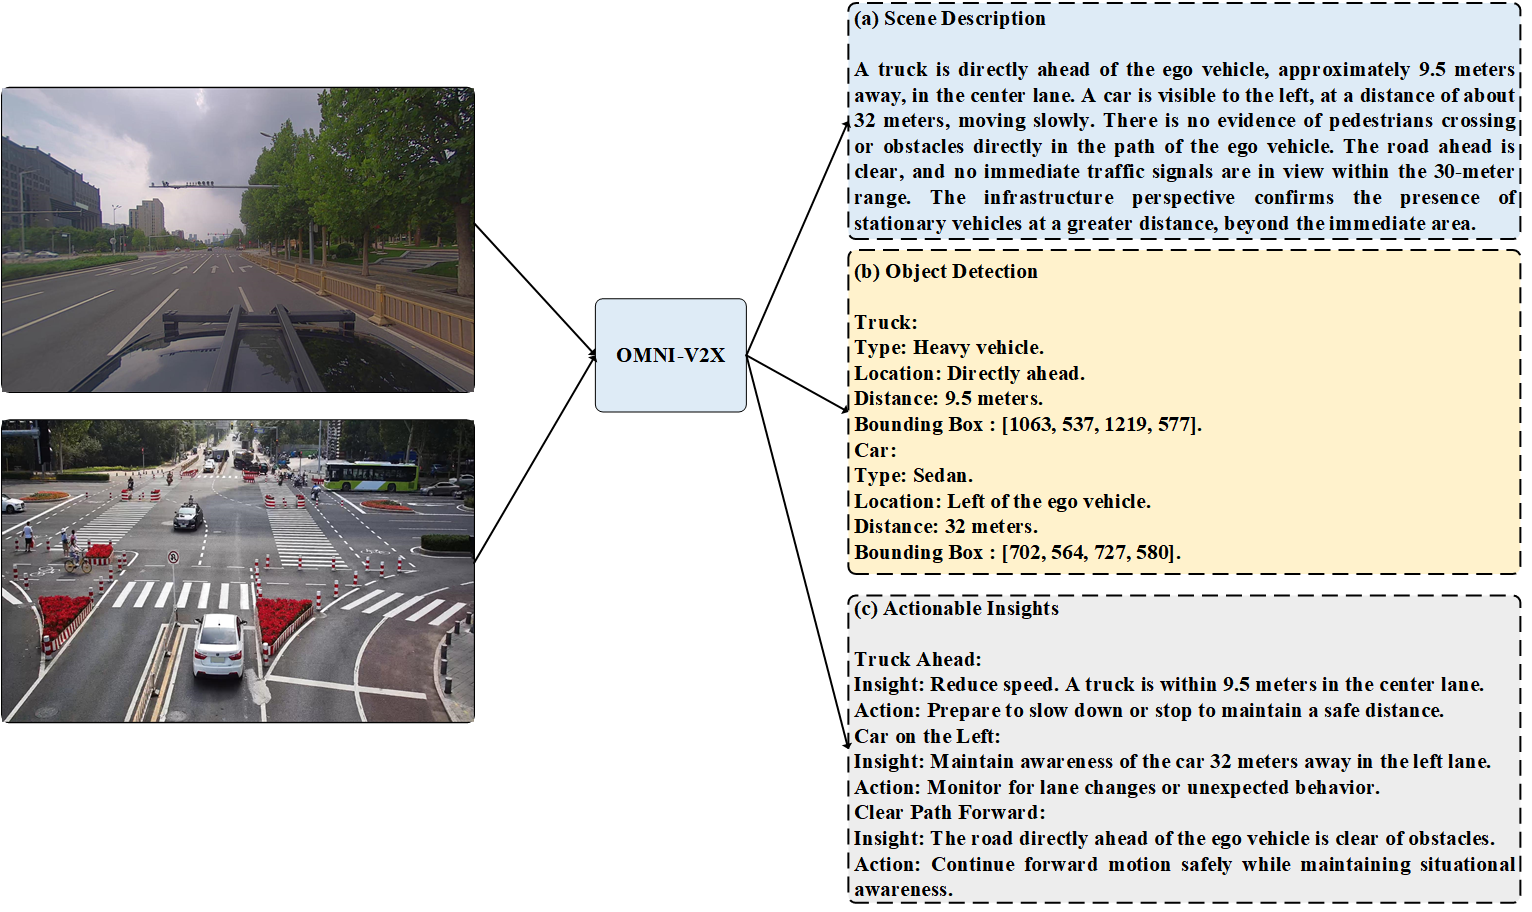 OMNI-V2X
(a) Scene Description
A truck is directly ahead of the ego vehicle, approximately 9.5 meters
away, in the center lane. A car is visible to the left, at a distance of about
32 meters, moving slowly. There is no evidence of pedestrians crossing
or obstacles directly in the path of the ego vehicle. The road ahead is
clear, and no immediate traffic signals are in view within the 30-meter
range. The infrastructure perspective confirms the presence of
stationary vehicles at a greater distance, beyond the immediate area.
(b) Object Detection
Truck:
Type: Heavy vehicle.
Location: Directly ahead.
Distance: 9.5 meters.
Bounding Box : [1063, 537, 1219, 577].
Car:
Type: Sedan.
Location: Left of the ego vehicle.
Distance: 32 meters.
Bounding Box : [702, 564, 727, 580].
(c) Actionable Insights
Truck Ahead:
Insight: Reduce speed. A truck is within 9.5 meters in the center lane.
Action: Prepare to slow down or stop to maintain a safe distance.
Car on the Left:
Insight: Maintain awareness of the car 32 meters away in the left lane.
Action: Monitor for lane changes or unexpected behavior.
Clear Path Forward:
Insight: The road directly ahead of the ego vehicle is clear of obstacles.
Action: Continue forward motion safely while maintaining situational
awareness.